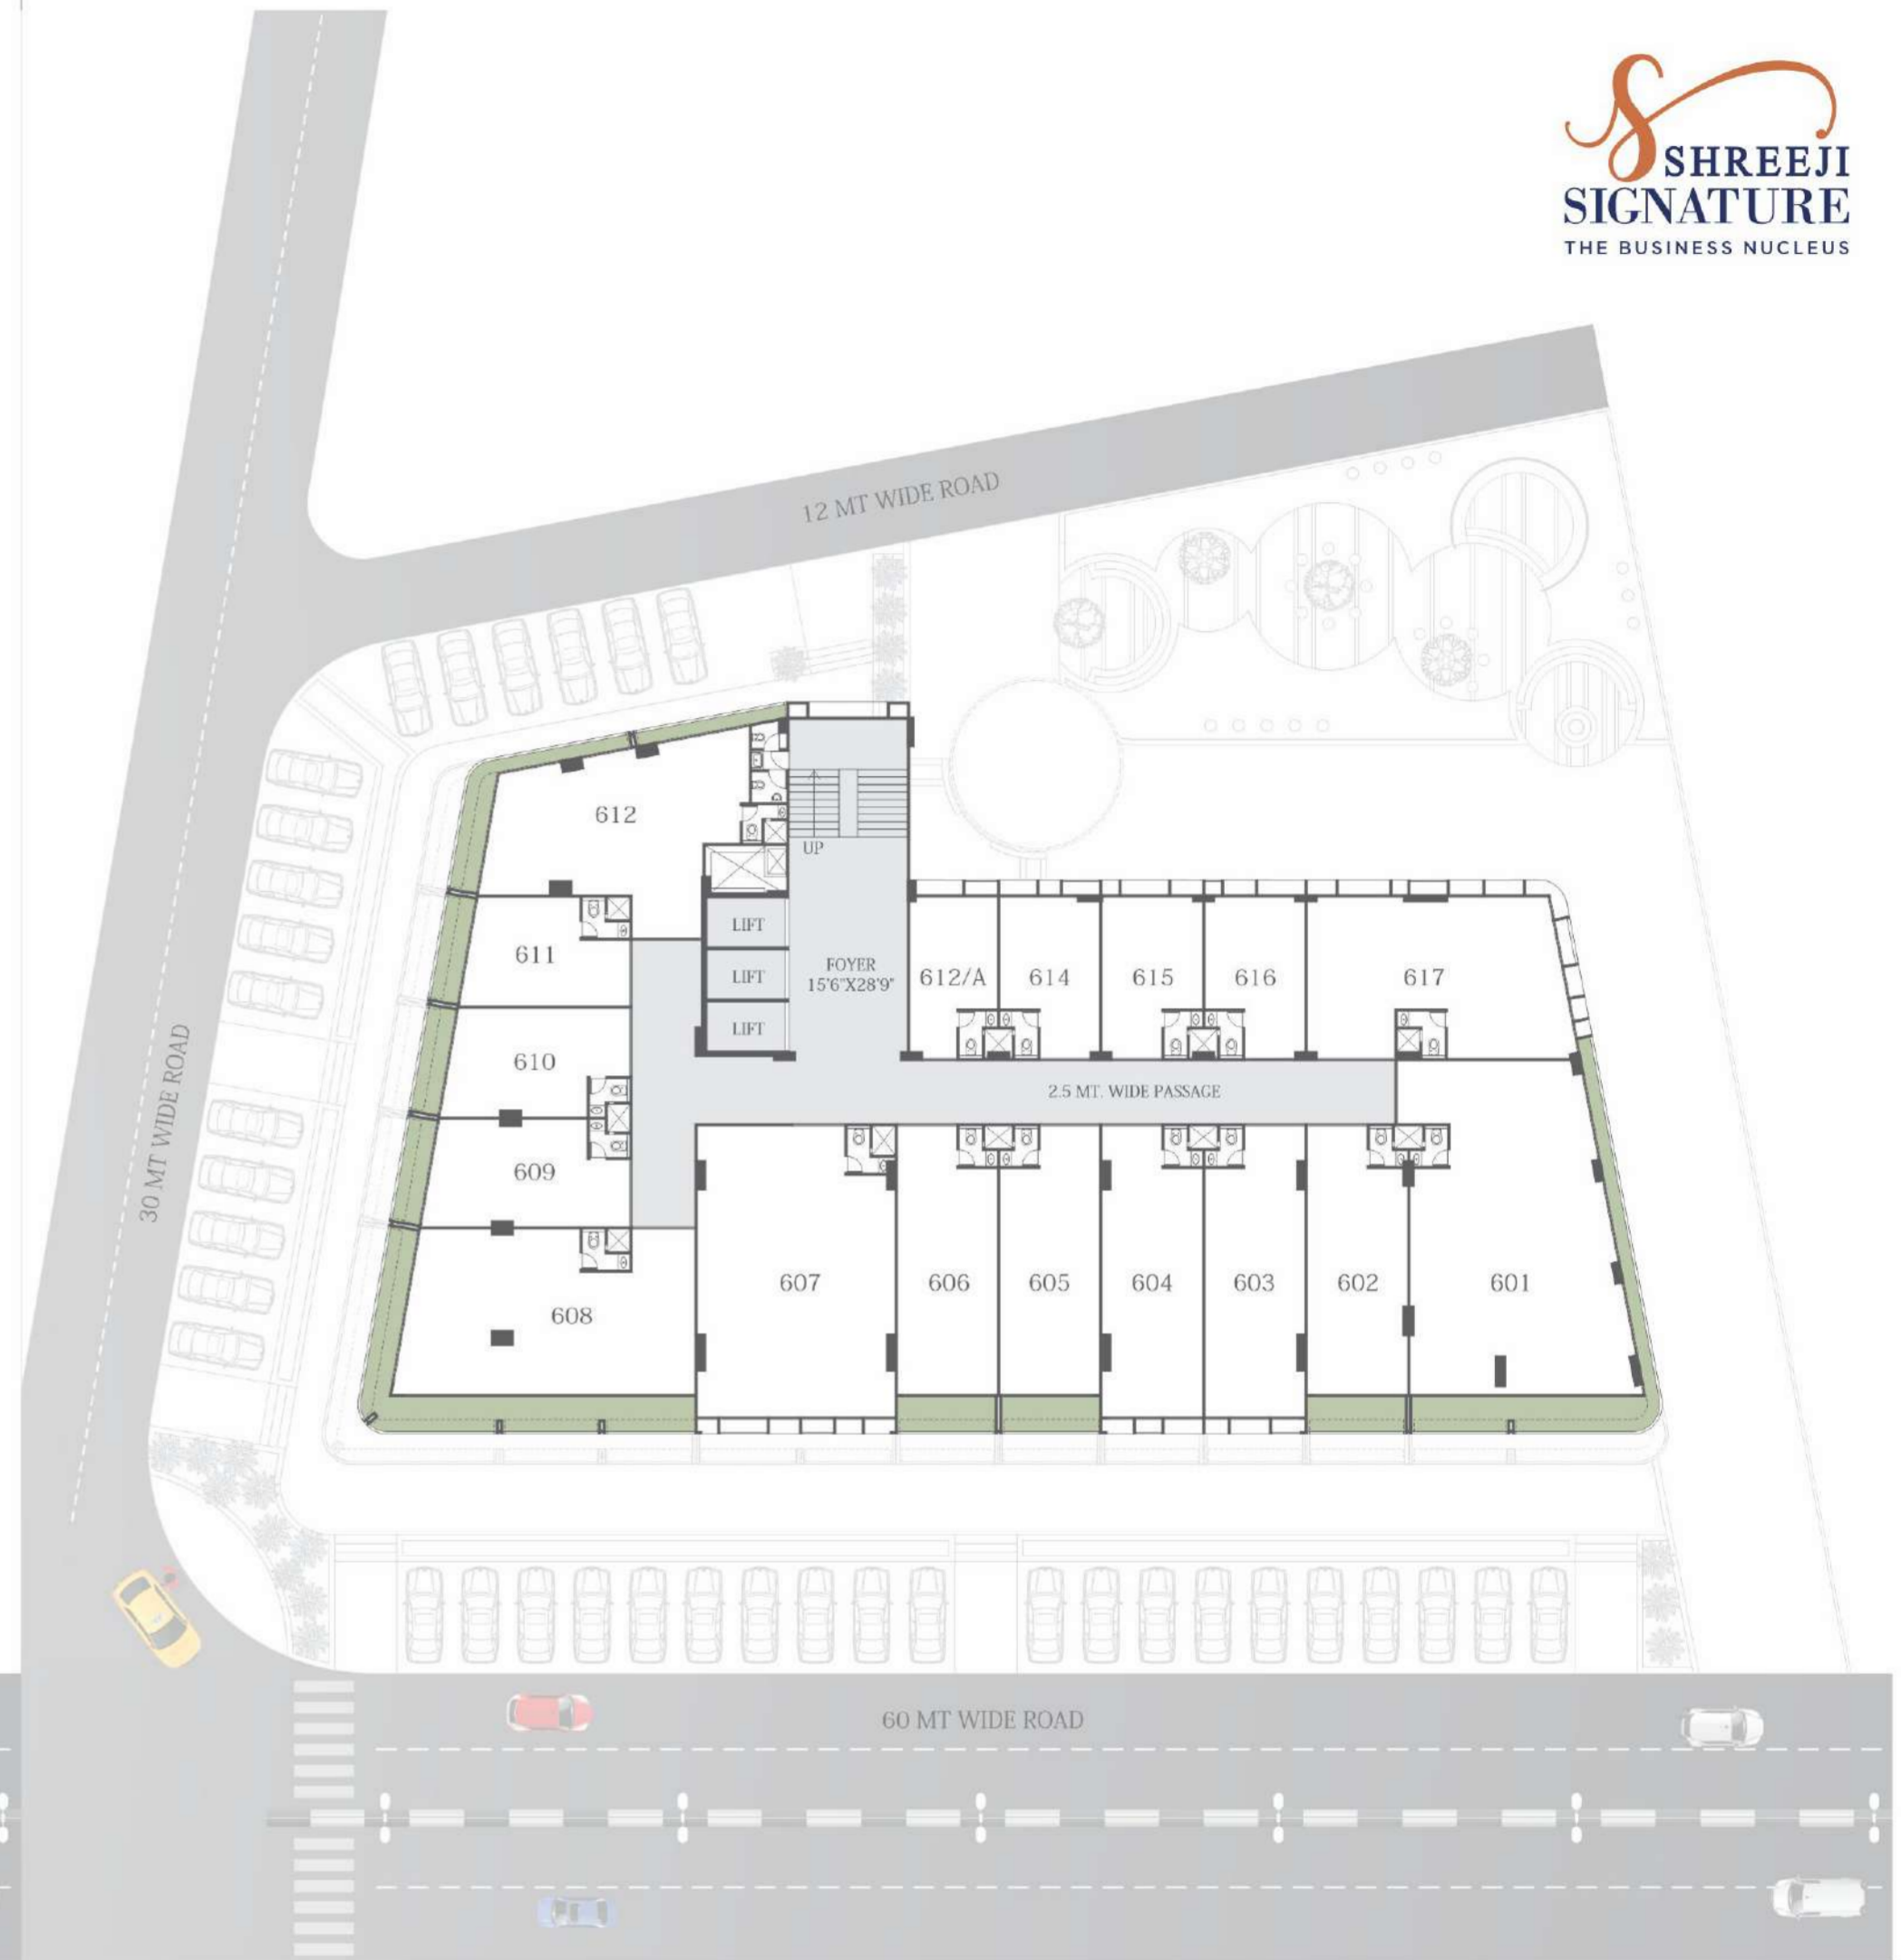 SHREEJI
SIGNATURE
THE BUSINESS NUCLEUS
12 MT WIDE ROAD
30 MT WIDE ROAD
612
UP
LIFT
611
FOYER
15'6"X28'9"
LIFT
612/A
614
615
616
617
LIFT
610
2.5 MT. WIDE PASSAGE
609
607
606
605
604
603
602
601
608
60 MT WIDE ROAD